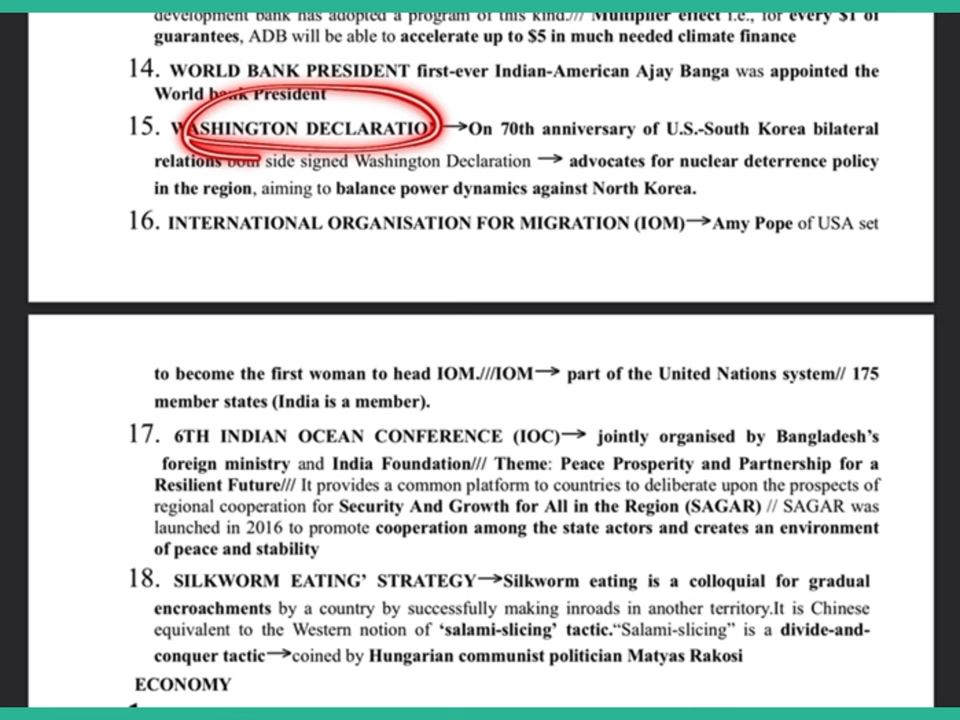 development bank has adopted a program of this kind./// Multiplier effect i.e., for every $1 of
guarantees, ADB will be able to accelerate up to $5 in much needed climate finance
14. WORLD BANK PRESIDENT first-ever Indian-American Ajay Banga was appointed the
World bank President
15. WASHINGTON DECLARATION→On 70th anniversary of U.S.-South Korea bilateral
relations both side signed Washington Declaration → advocates for nuclear deterrence policy
in the region, aiming to balance power dynamics against North Korea.
16. INTERNATIONAL ORGANISATION FOR MIGRATION (IOM)→Amy Pope of USA set
to become the first woman to head IOM.///IOM→ part of the United Nations system// 175
member states (India is a member).
17. 6TH INDIAN OCEAN CONFERENCE (IOC)→ jointly organised by Bangladesh's
foreign ministry and India Foundation/// Theme: Peace Prosperity and Partnership for a
Resilient Future/// It provides a common platform to countries to deliberate upon the prospects of
regional cooperation for Security And Growth for All in the Region (SAGAR) // SAGAR was
launched in 2016 to promote cooperation among the state actors and creates an environment
of peace and stability
18. SILKWORM EATING' STRATEGY→Silkworm eating is a colloquial for gradual
encroachments by a country by successfully making inroads in another territory.It is Chinese
equivalent to the Western notion of 'salami-slicing' tactic."Salami-slicing" is a divide-and-
conquer tactic→coined by Hungarian communist politician Matyas Rakosi
ECONOMY